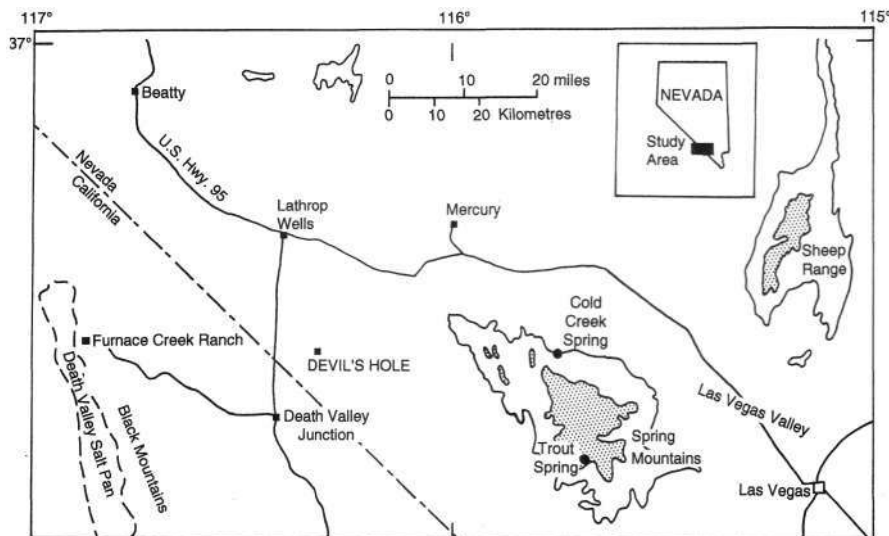 117°
116°
115°
37°
0 10 20 miles
0 10 20 Kilometres
NEVADA
Study
Area
Beatty
U.S. Hwy. 95
Nevada
California
Lathrop
Wells
Mercury
Sheep
Range
Cold
Creek
Spring
Furnace Creek Ranch
DEVIL'S HOLE
Death Valley Salt Pan
Black Mountains
Death Valley
Junction
Las Vegas Valley
Trout
Spring
Spring
Mountains
Las Vegas